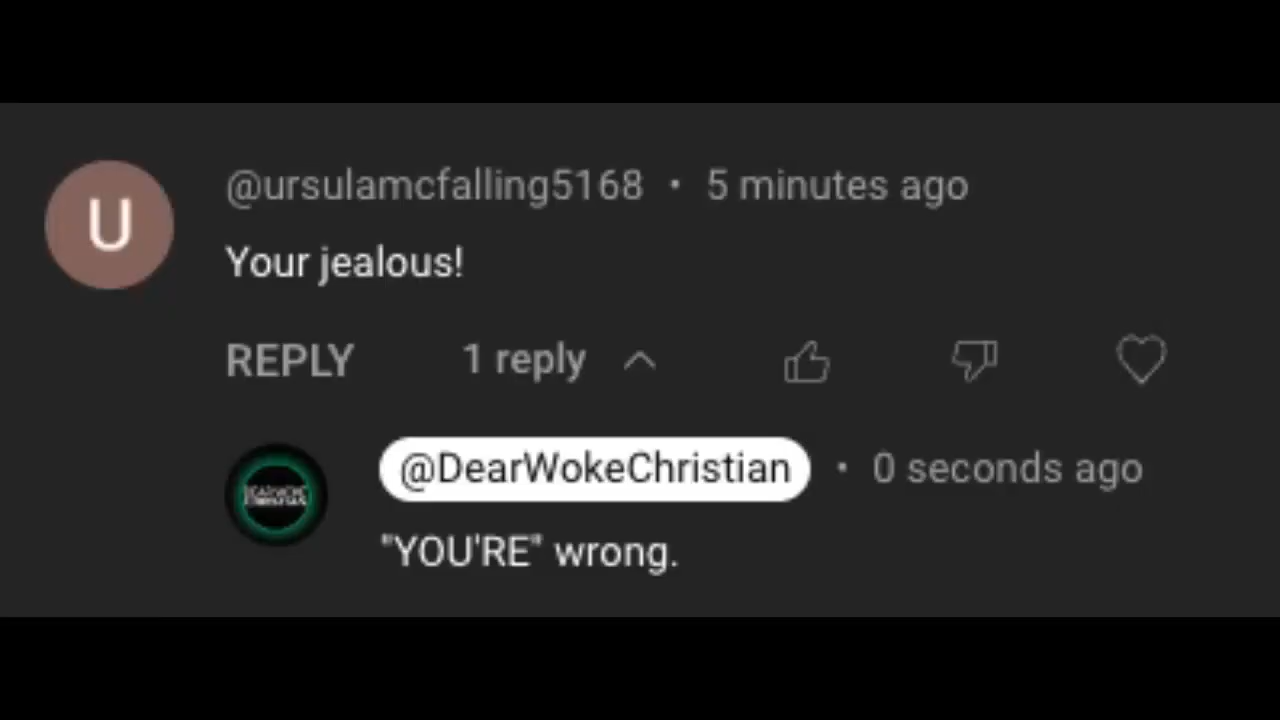 U
@ursulamcfalling5168 • 5 minutes ago
Your jealous!
REPLY 1 reply
@DearWokeChristian • 0 seconds ago
"YOU'RE" wrong.